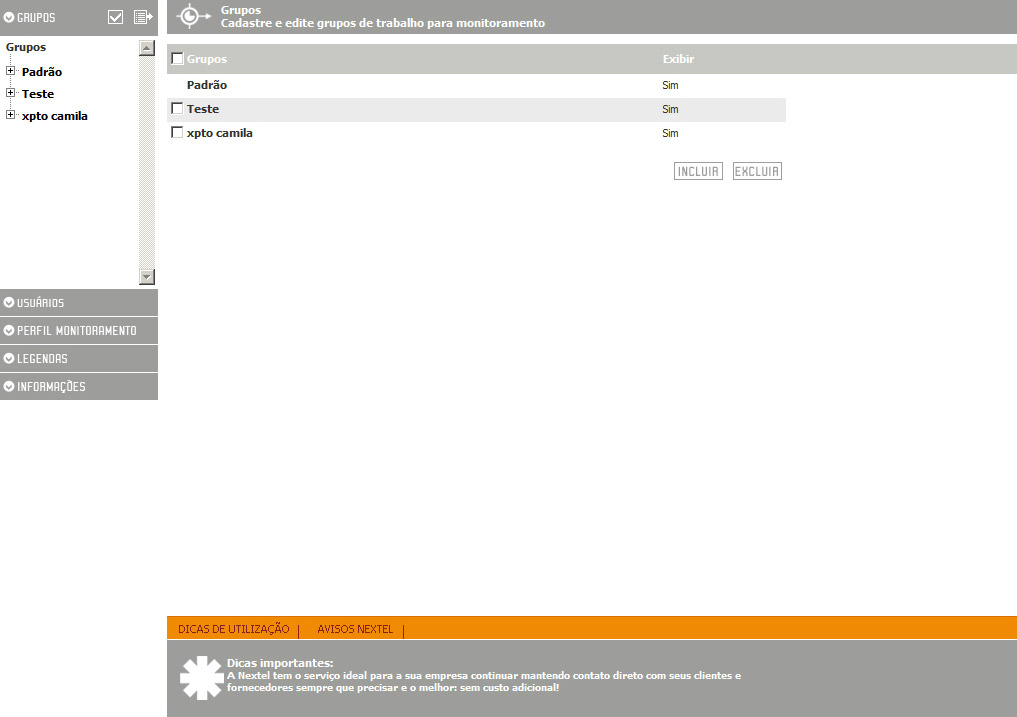 GRUPOS
Grupos
Padrão
Teste
xpto camila
USUÁRIOS
PERFIL MONITORAMENTO
LEGENDAS
INFORMAÇÕES
Grupos
Cadastre e edite grupos de trabalho para monitoramento
Grupos Exibir
Padrão Sim
Teste Sim
xpto camila Sim
INCLUIR EXCLUIR
DICAS DE UTILIZAÇÃO | AVISOS NEXTEL |
Dicas importantes:
A Nextel tem o serviço ideal para a sua empresa continuar mantendo contato direto com seus clientes e
fornecedores sempre que precisar e o melhor: sem custo adicional!